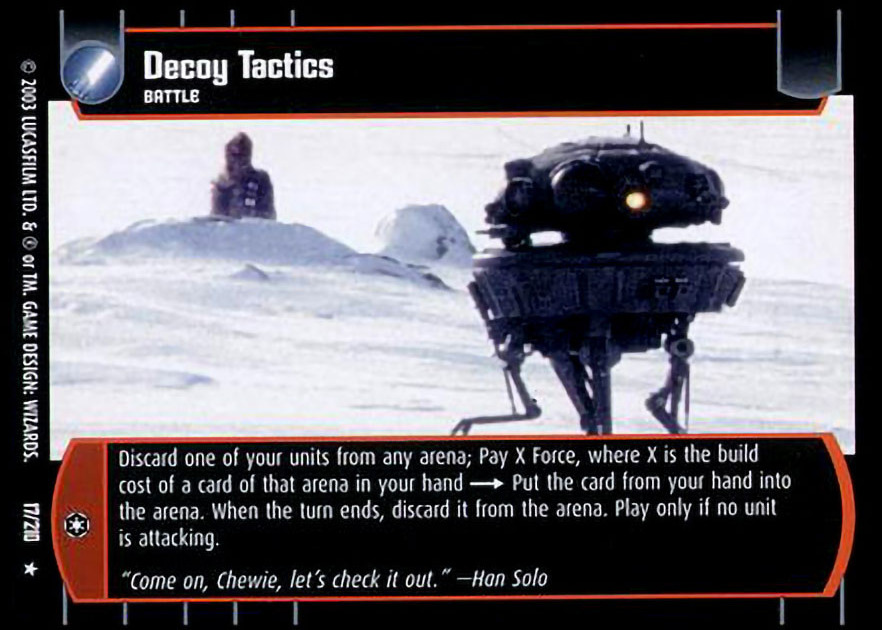 Decoy Tactics
BATTLE
Discard one of your units from any arena; Pay X Force, where X is the build
cost of a card of that arena in your hand → Put the card from your hand into
the arena. When the turn ends, discard it from the arena. Play only if no unit
is attacking.
“Come on, Chewie, let’s check it out.” —Han Solo
© 2003 LUCASFILM LTD. & ® or TM. GAME DESIGN: WIZARDS. 17/210 ★